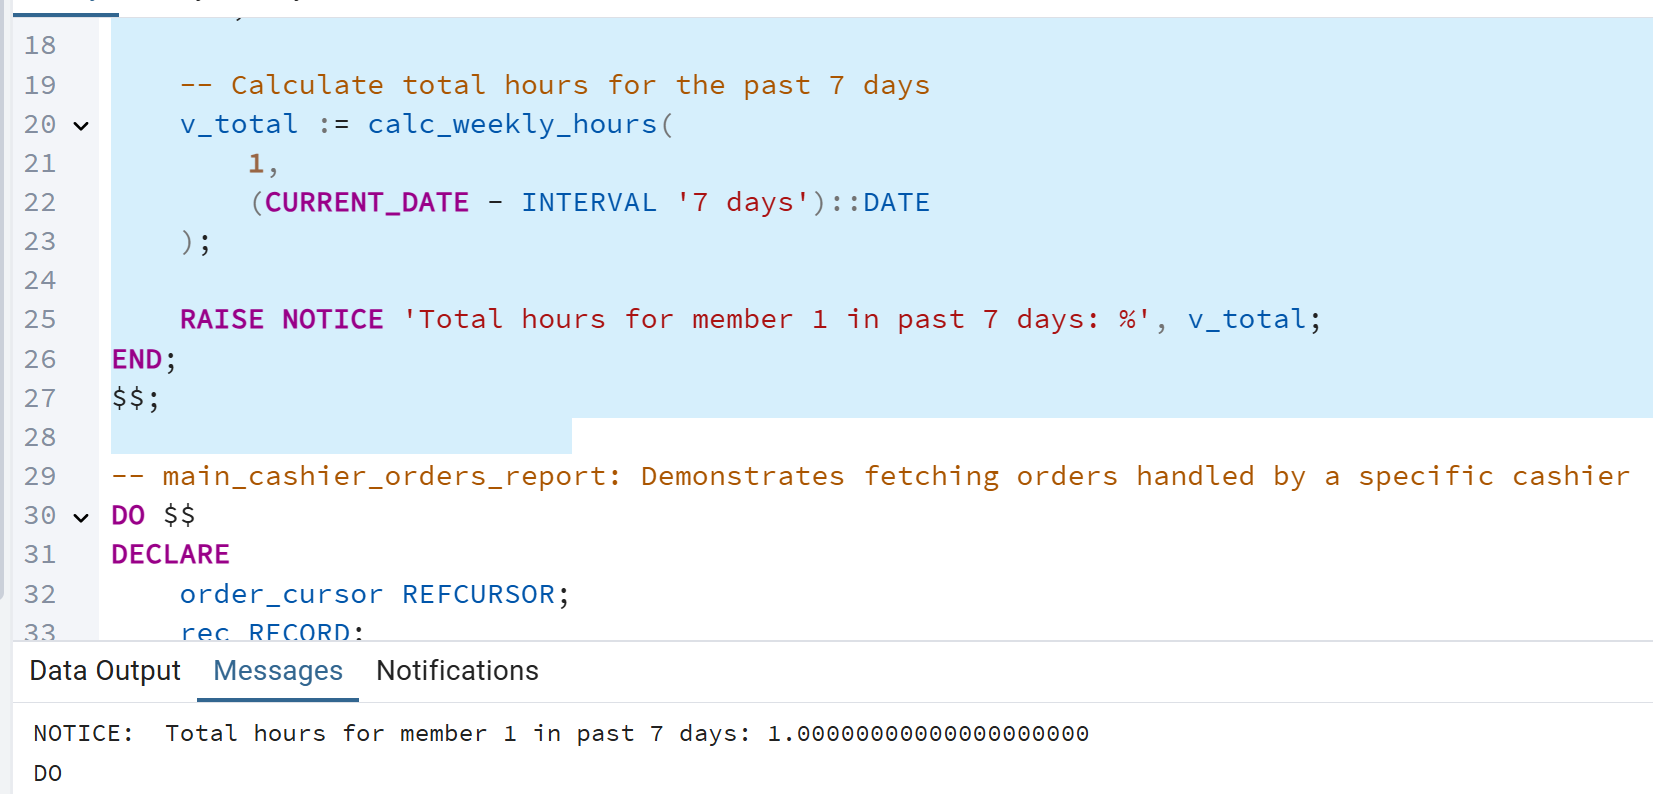 18
19 -- Calculate total hours for the past 7 days
20 v_total := calc_weekly_hours(
21 1,
22 (CURRENT_DATE - INTERVAL '7 days')::DATE
23 );
24
25 RAISE NOTICE 'Total hours for member 1 in past 7 days: %', v_total;
26 END;
27 $$;
28
29 -- main_cashier_orders_report: Demonstrates fetching orders handled by a specific cashier
30 DO $$
31 DECLARE
32 order_cursor REFCURSOR;
33 rec RECORD;
Data Output Messages Notifications
NOTICE:  Total hours for member 1 in past 7 days: 1.00000000000000000000
DO